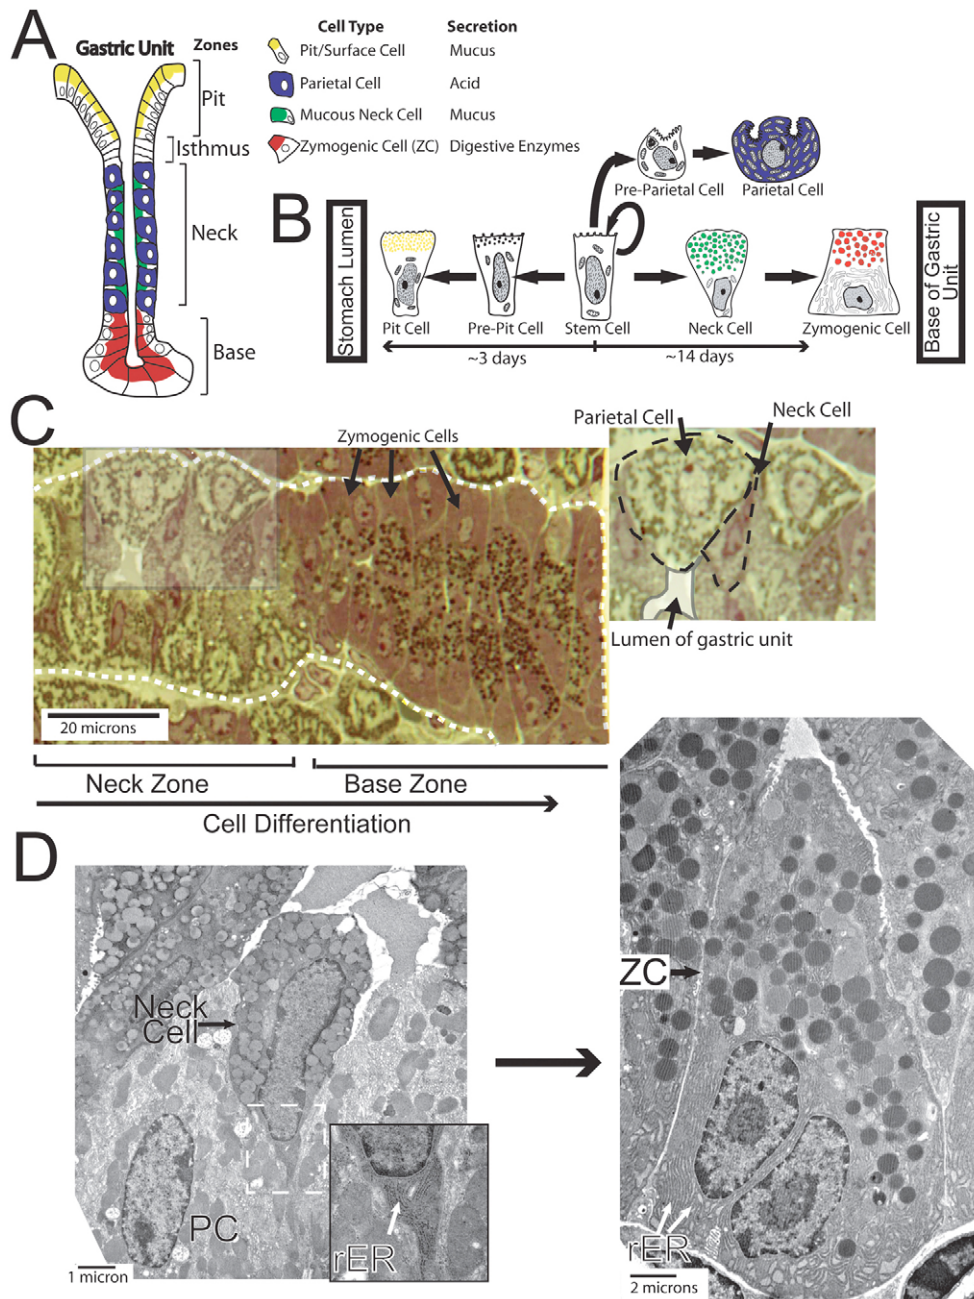 A
Gastric Unit
Zones
Pit
Isthmus
Neck
Base
Cell Type
Secretion
Pit/Surface Cell
Mucus
Parietal Cell
Acid
Mucous Neck Cell
Mucus
Zymogenic Cell (ZC)
Digestive Enzymes
B
Stomach Lumen
Pre-Parietal Cell
Parietal Cell
Pit Cell
Pre-Pit Cell
Stem Cell
Neck Cell
Zymogenic Cell
~3 days
~14 days
Base of Gastric
Unit
C
Zymogenic Cells
Parietal Cell
Neck Cell
Lumen of gastric unit
20 microns
Neck Zone
Base Zone
Cell Differentiation
D
Neck
Cell
PC
rER
1 micron
ZC
rER
2 microns